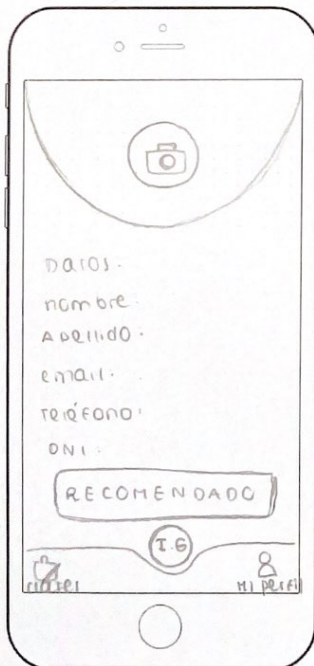 Datos:
nombre:
Apellido:
email:
Teléfono:
DNI:
RECOMENDADO
I.G
Mi perfil